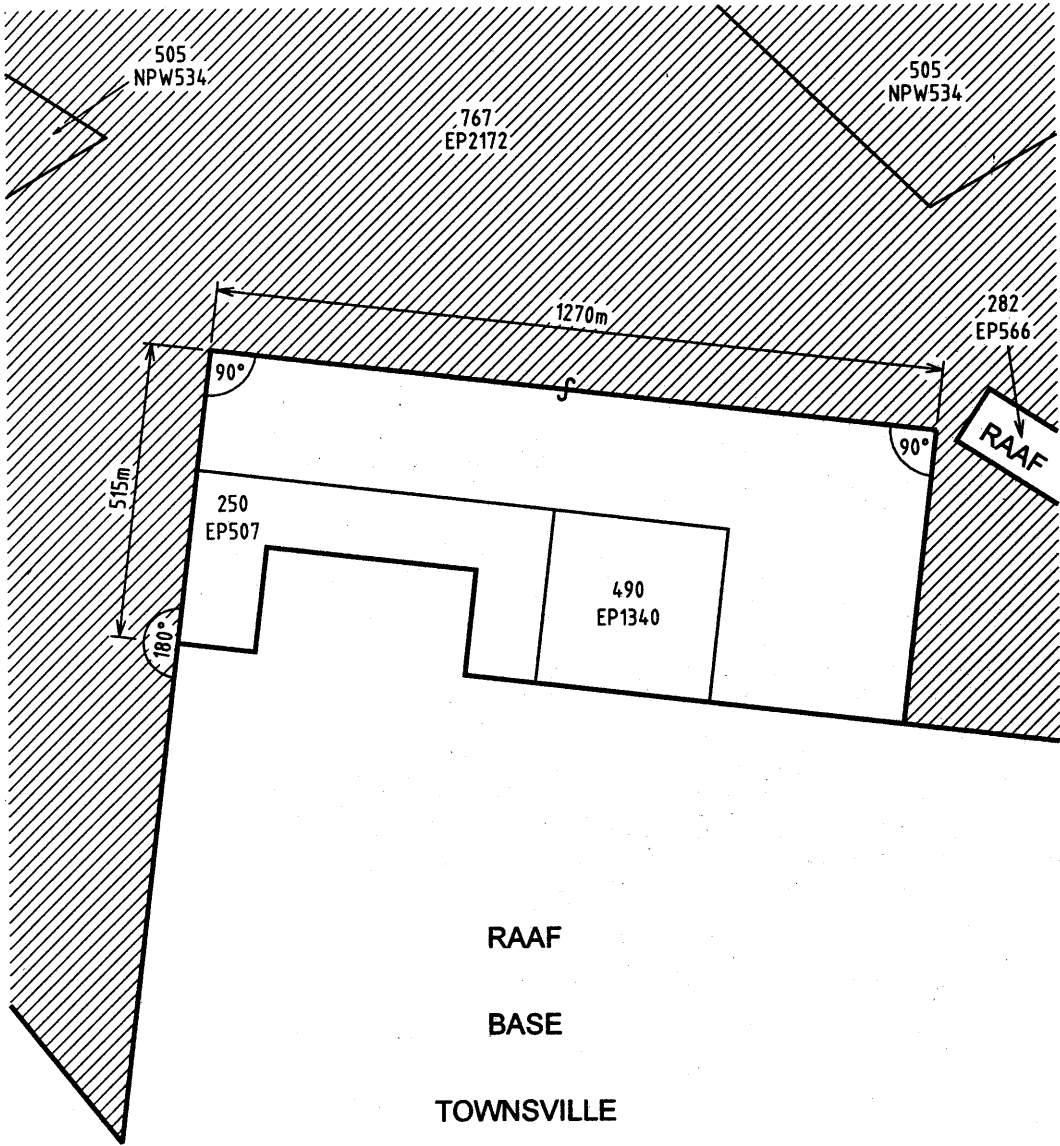 505
NPW534
505
NPW534
767
EP2172
1270m
282
EP566
90°
RAAF
90°
515m
250
EP507
490
EP1340
180°
RAAF
BASE
TOWNSVILLE